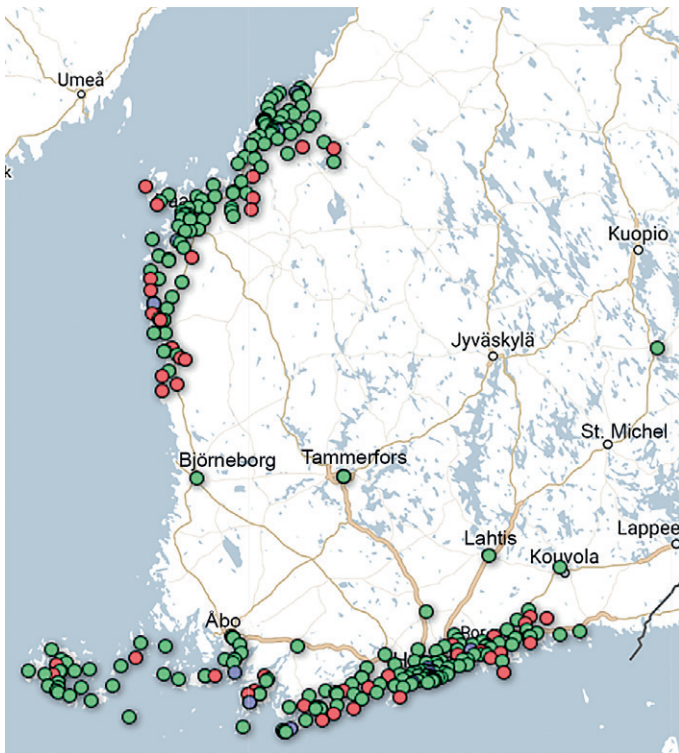 Umeå
k
Kuopio
Jyväskylä
St. Michel
Björneborg
Tammerfors
Lahtis
Kouvola
Lappee
Åbo